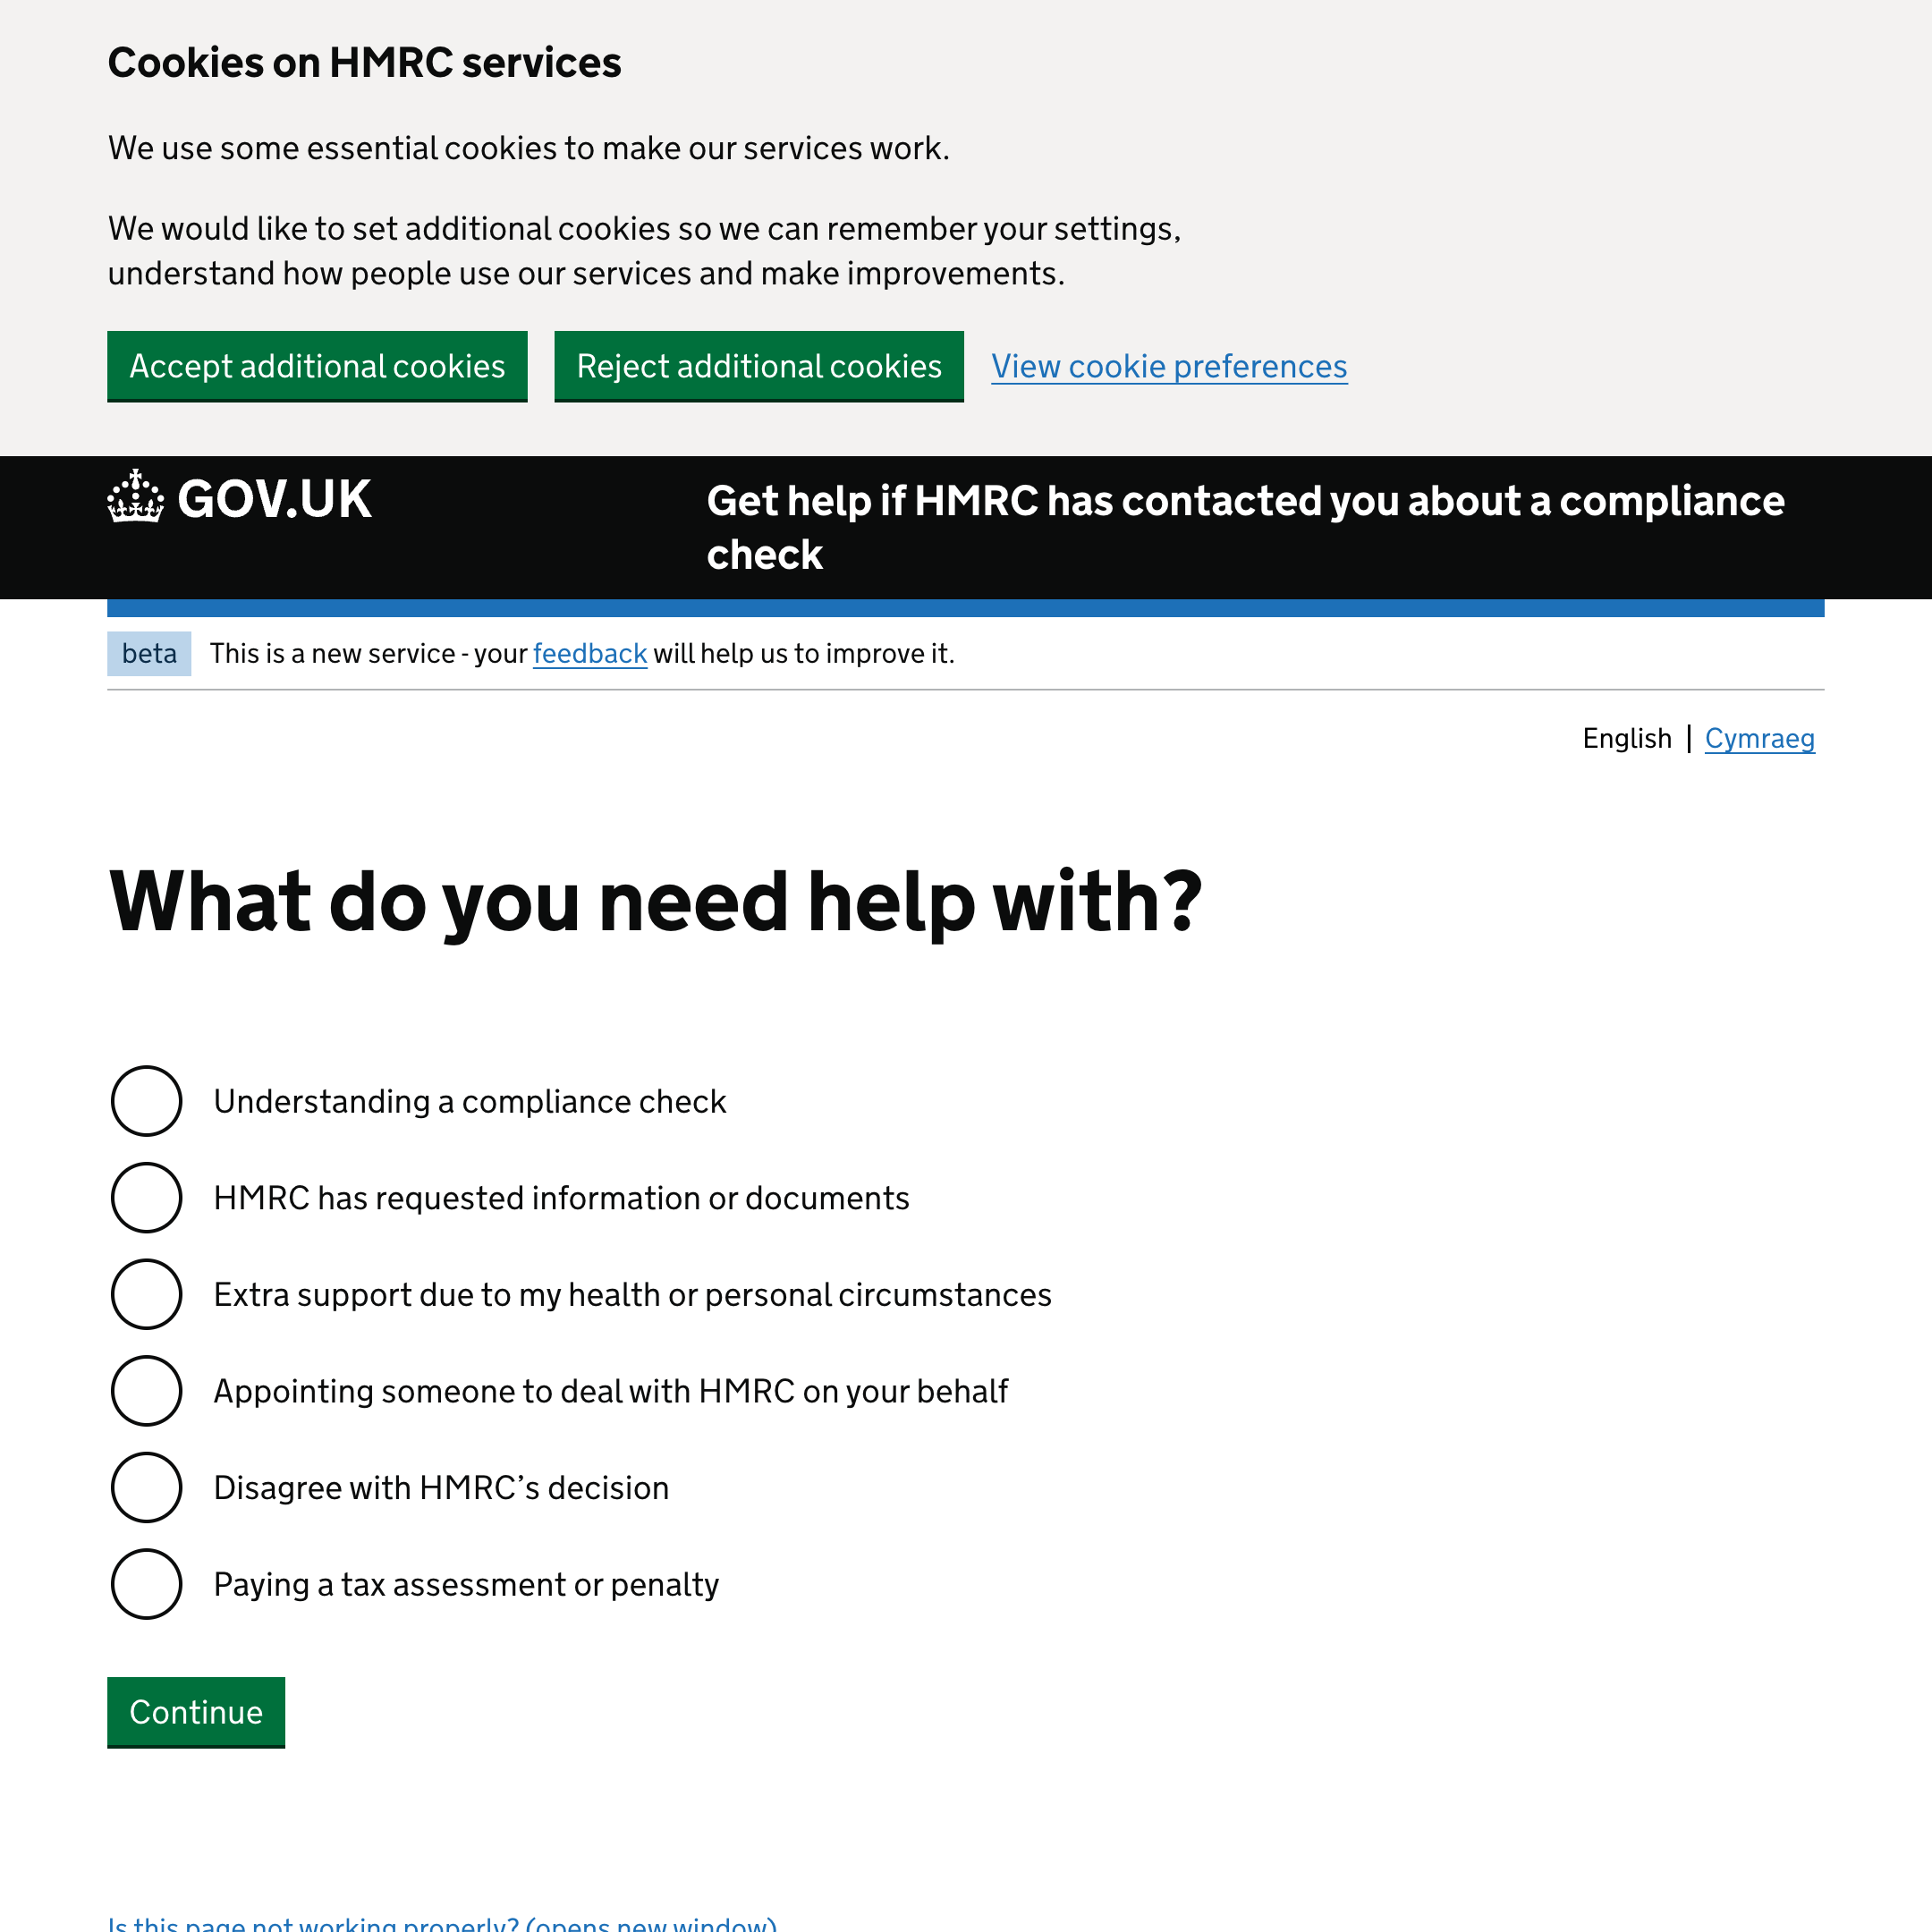 Cookies on HMRC services
We use some essential cookies to make our services work.
We would like to set additional cookies so we can remember your settings,
understand how people use our services and make improvements.
Accept additional cookies
Reject additional cookies
View cookie preferences
GOV.UK
Get help if HMRC has contacted you about a compliance
check
beta
This is a new service - your feedback will help us to improve it.
English
Cymraeg
What do you need help with?
Understanding a compliance check
HMRC has requested information or documents
Extra support due to my health or personal circumstances
Appointing someone to deal with HMRC on your behalf
Disagree with HMRC’s decision
Paying a tax assessment or penalty
Continue
Is this page not working properly? (opens new window)